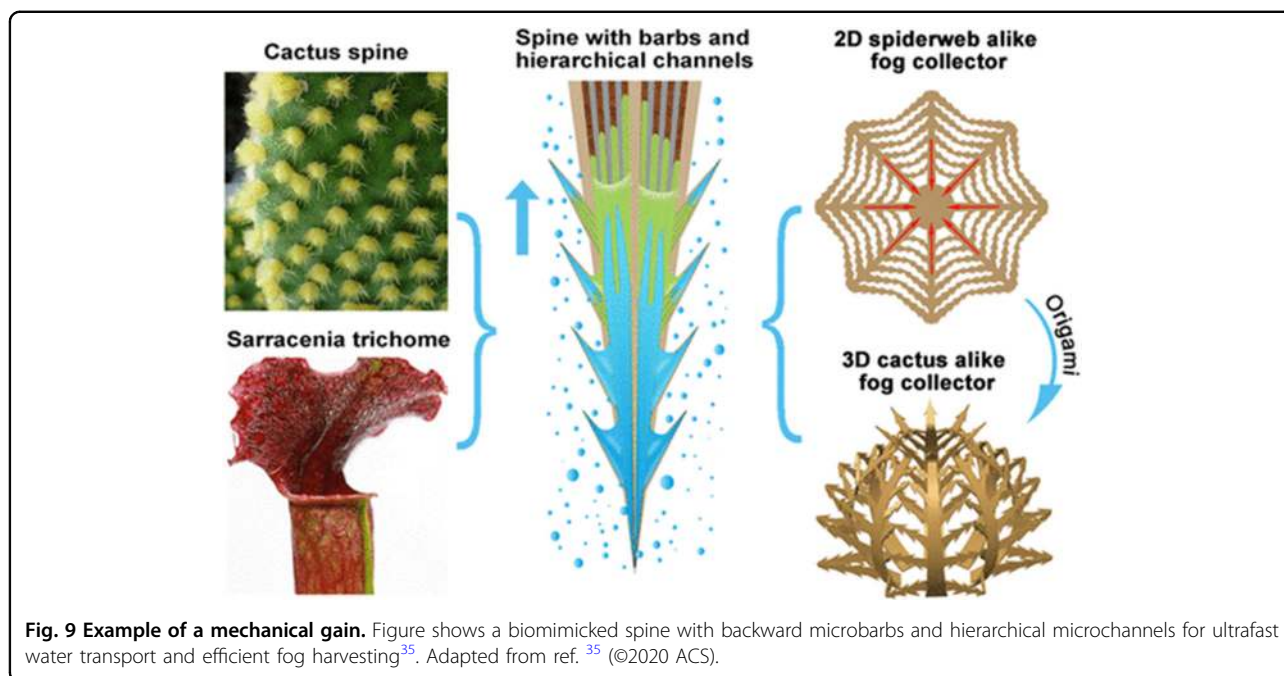 Cactus spine
Sarracenia trichome
Spine with barbs and
hierarchical channels
2D spiderweb alike
fog collector
Origami
3D cactus alike
fog collector
Fig. 9 Example of a mechanical gain. Figure shows a biomimicked spine with backward microbarbs and hierarchical microchannels for ultrafast
water transport and efficient fog harvesting35. Adapted from ref. 35 (©2020 ACS).